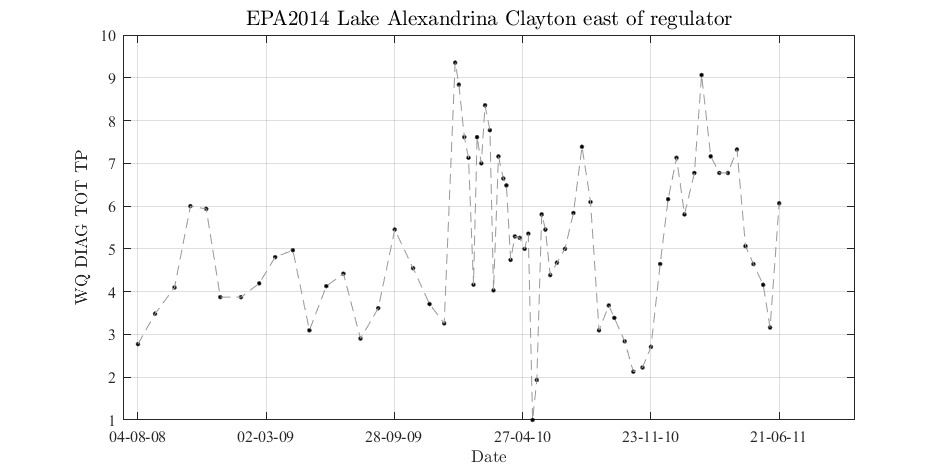 EPA2014 Lake Alexandrina Clayton east of regulator
WQ DIAG TOT TP
10
9
8
7
6
5
4
3
2
1
04-08-08 02-03-09 28-09-09 27-04-10 23-11-10 21-06-11
Date